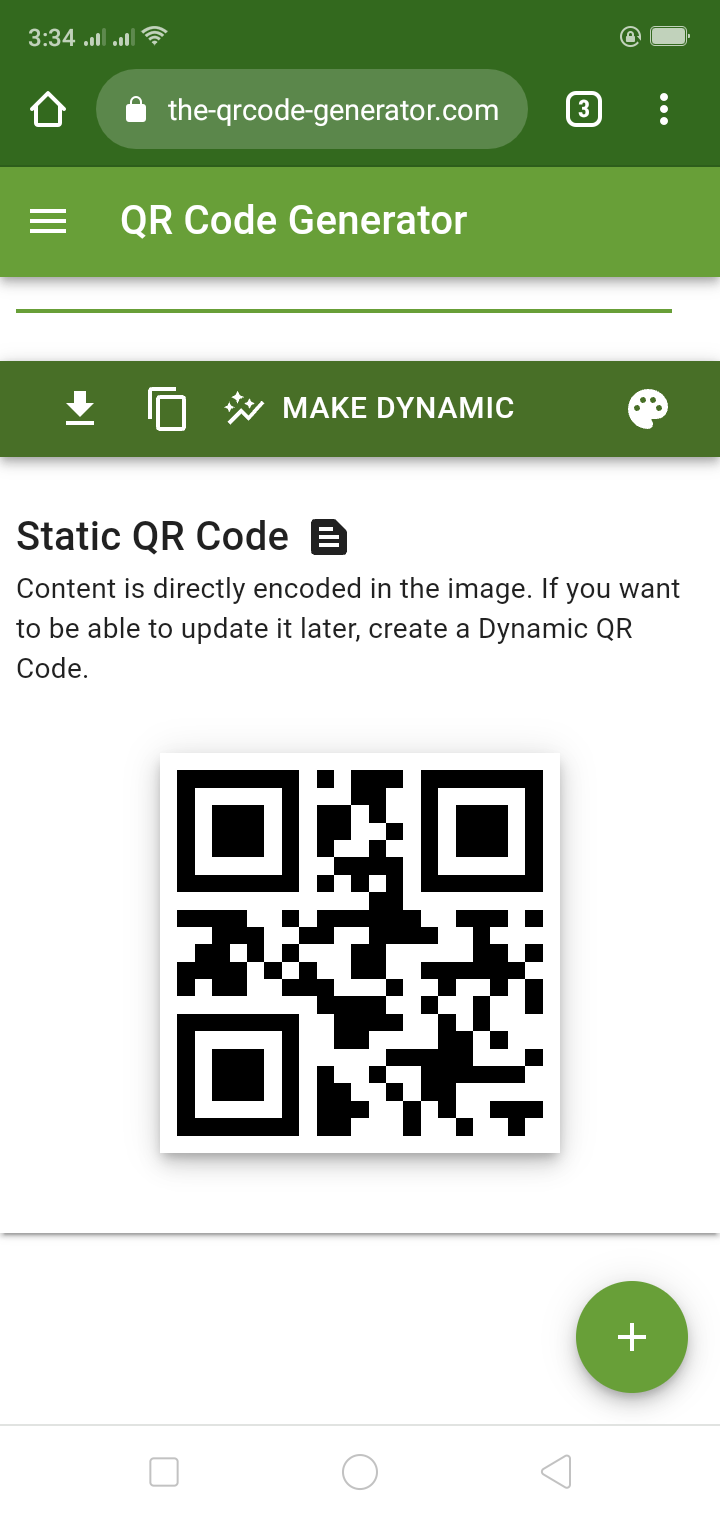 3:34
the-qrcode-generator.com
3
QR Code Generator
MAKE DYNAMIC
Static QR Code
Content is directly encoded in the image. If you want
to be able to update it later, create a Dynamic QR
Code.